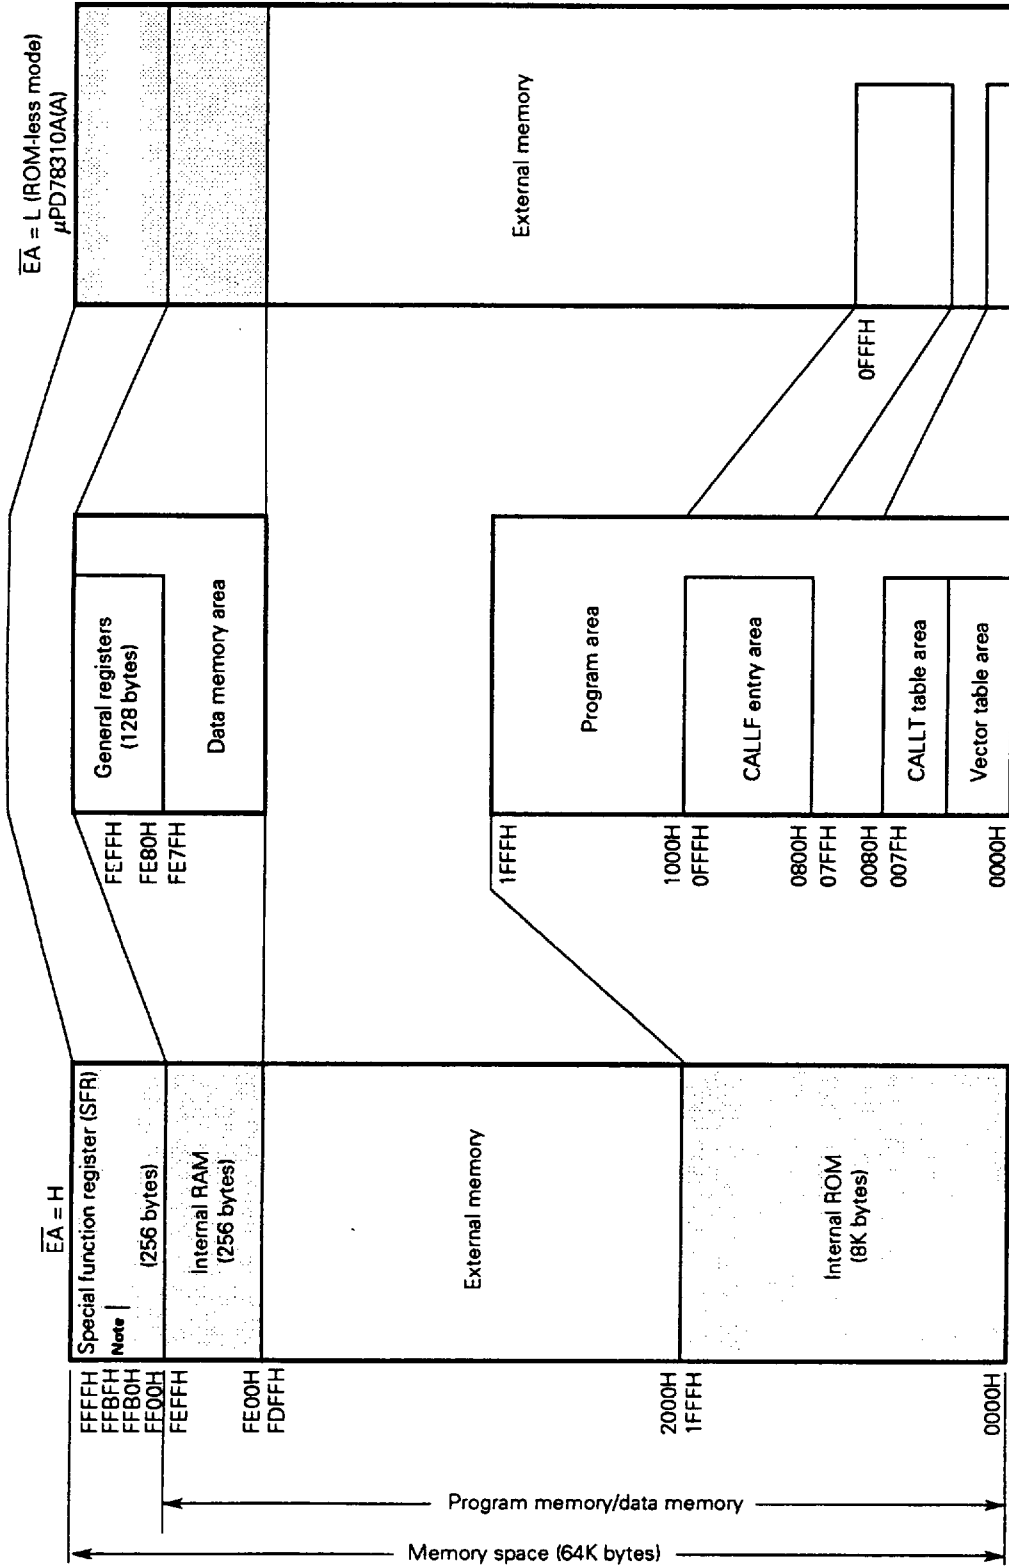 EA = L (ROM-less mode)
µPD78310A(A)
External memory
0FFFH
General registers
(128 bytes)
Data memory area
FEFFH
FE80H
FE7FH
Program area
CALLF entry area
CALLT table area
Vector table area
1FFFH
1000H
0FFFH
0800H
07FFH
0080H
007FH
0000H
EA = H
Special function register (SFR)
Note
(256 bytes)
Internal RAM
(256 bytes)
External memory
Internal ROM
(8K bytes)
FFFFH
FFBFH
FFB0H
FF00H
FEFFH
FE00H
FDFFH
2000H
1FFFH
0000H
Program memory/data memory
Memory space (64K bytes)